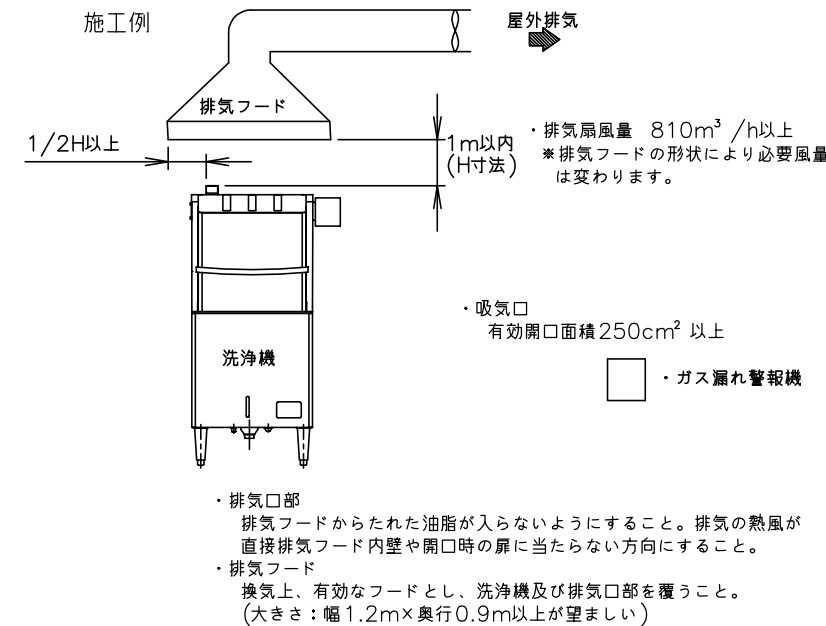 施工例
屋外排気
排気フード
1/2H以上
1m以内
(H寸法)
・排気扇風量 810m³/h以上
※排気フードの形状により必要風量
は変わります。
・吸気口
有効開口面積250cm² 以上
洗浄機
・ガス漏れ警報機
・排気口部
排気フードからたれた油脂が入らないようにすること。排気の熱風が
直接排気フード内壁や開口時の扉に当たらない方向にすること。
・排気フード
換気上、有効なフードとし、洗浄機及び排気口部を覆うこと。
(大きさ：幅1.2m×奥行0.9m以上が望ましい)